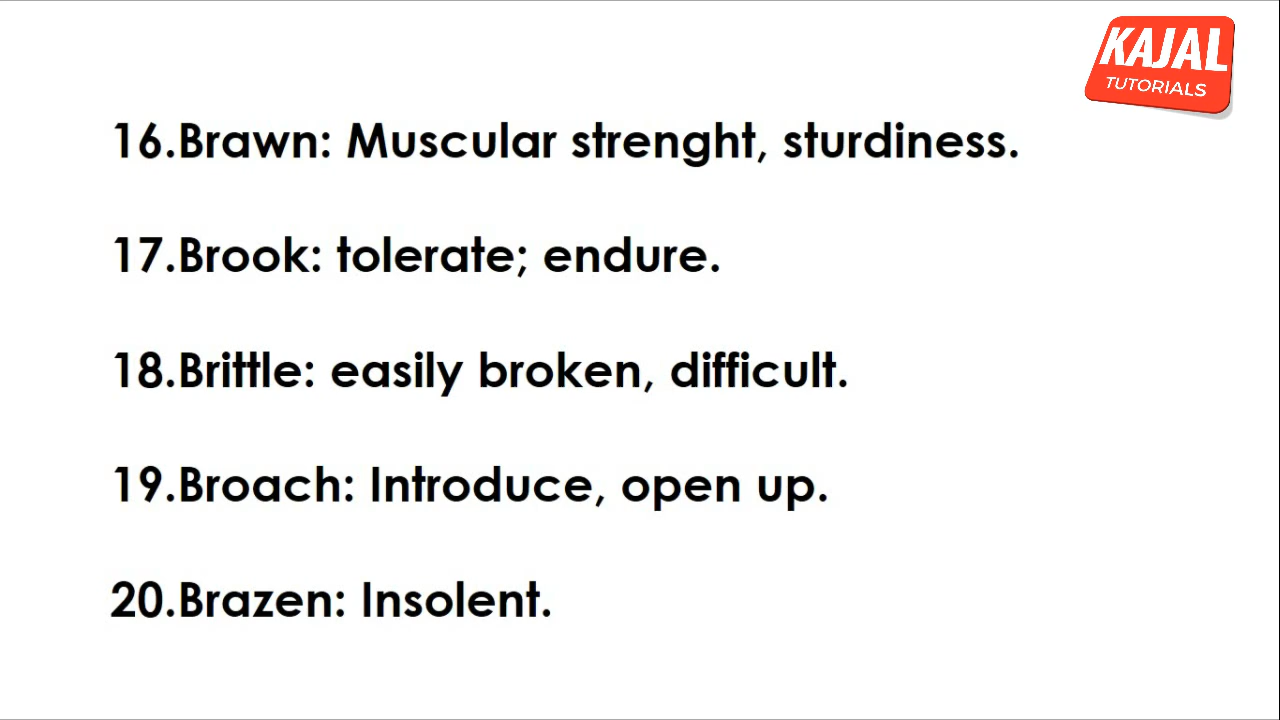 KAJAL
TUTORIALS
16.Brawn: Muscular strenght, sturdiness.
17.Brook: tolerate; endure.
18.Brittle: easily broken, difficult.
19.Broach: Introduce, open up.
20.Brazen: Insolent.